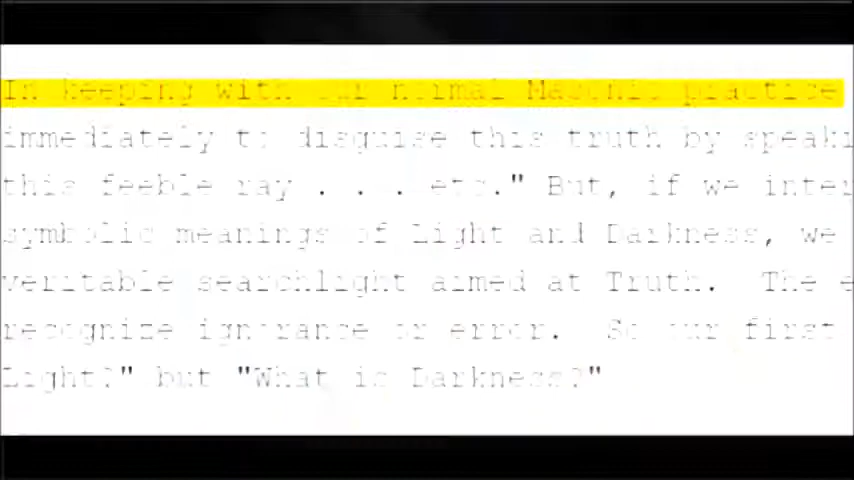 In keeping with our normal Masonic practice
immediately to disguise this truth by speaki
this feeble ray . . . etc." But, if we inter
symbolic meanings of Light and Darkness, we
veritable searchlight aimed at Truth. The e
recognize ignorance or error. So our first
Light?" but "What is Darkness?"